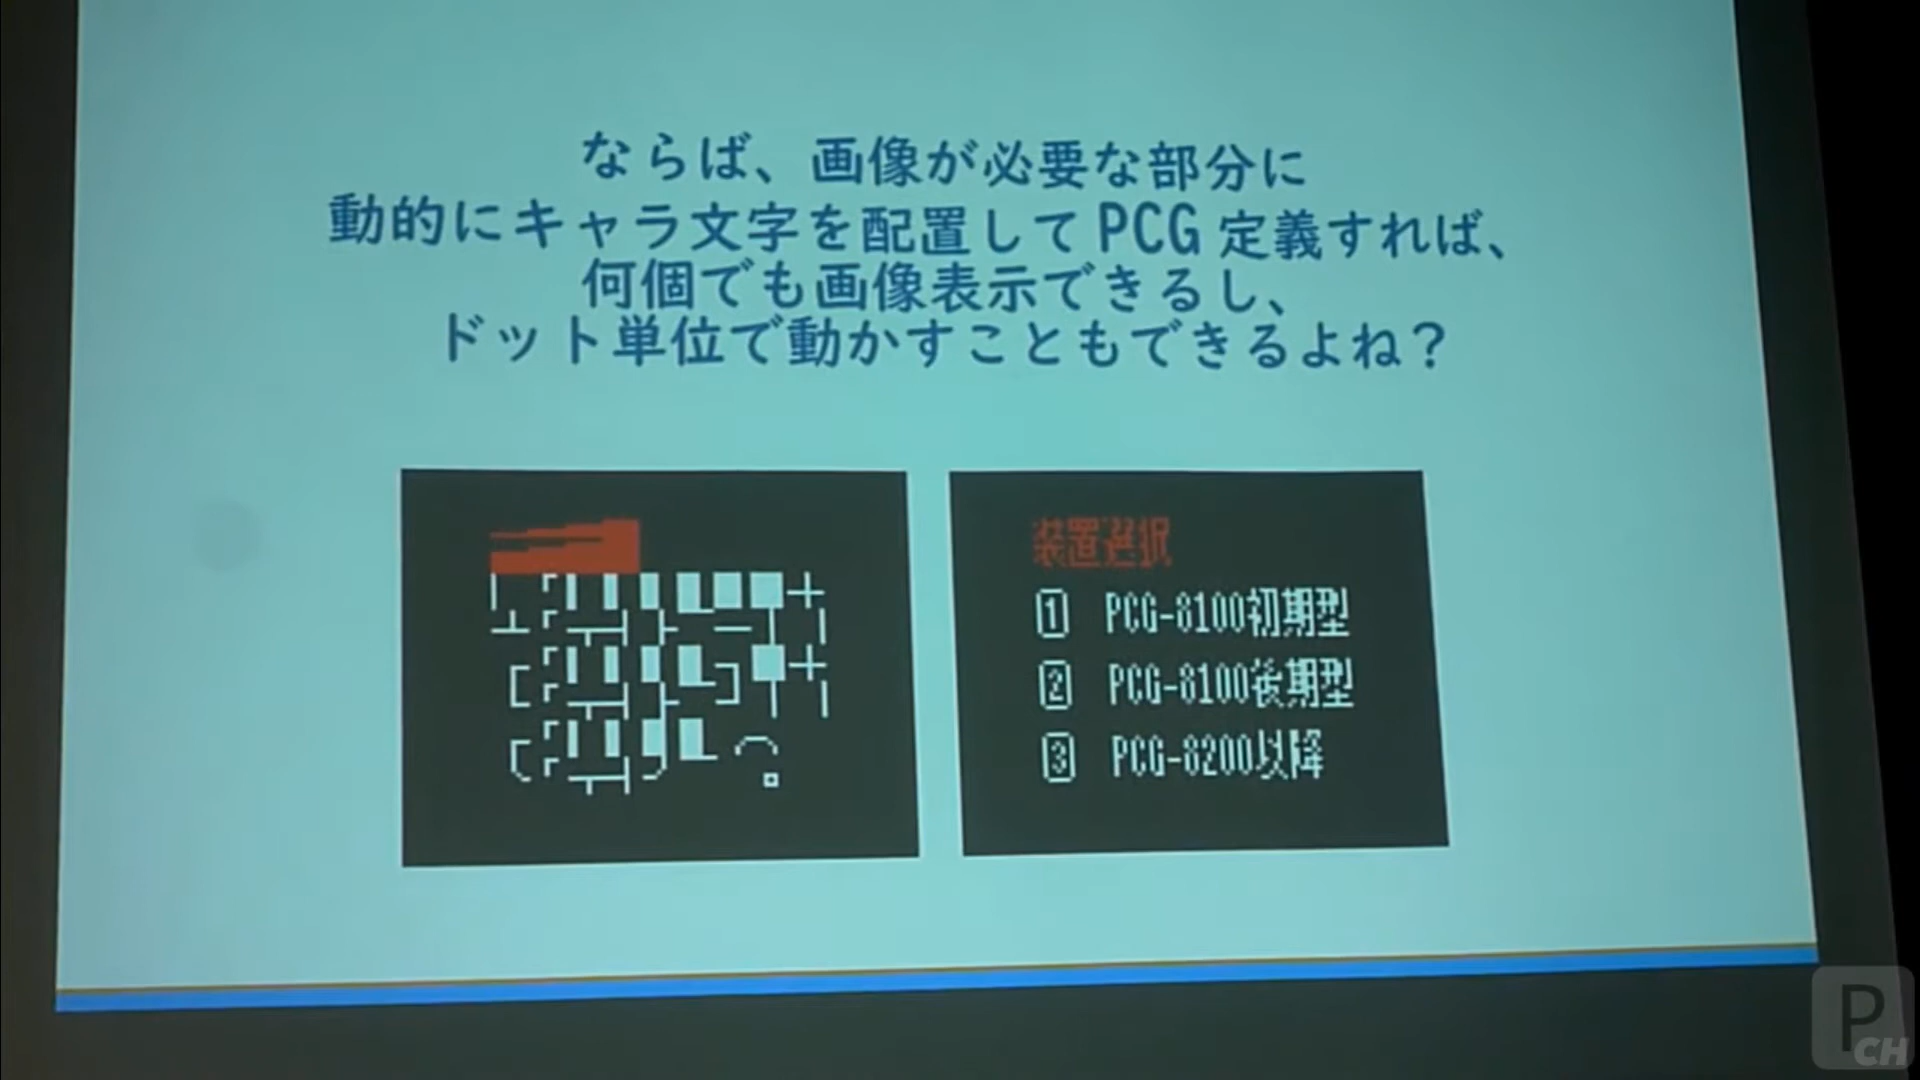 ならば、画像が必要な部分に
動的にキャラ文字を配置してPCG定義すれば、
何個でも画像表示できるし、
ドット単位で動かすこともできるよね？
装置選択
1 PCG-8100初期型
2 PCG-8100後期型
3 PCG-8200以降
P
CH